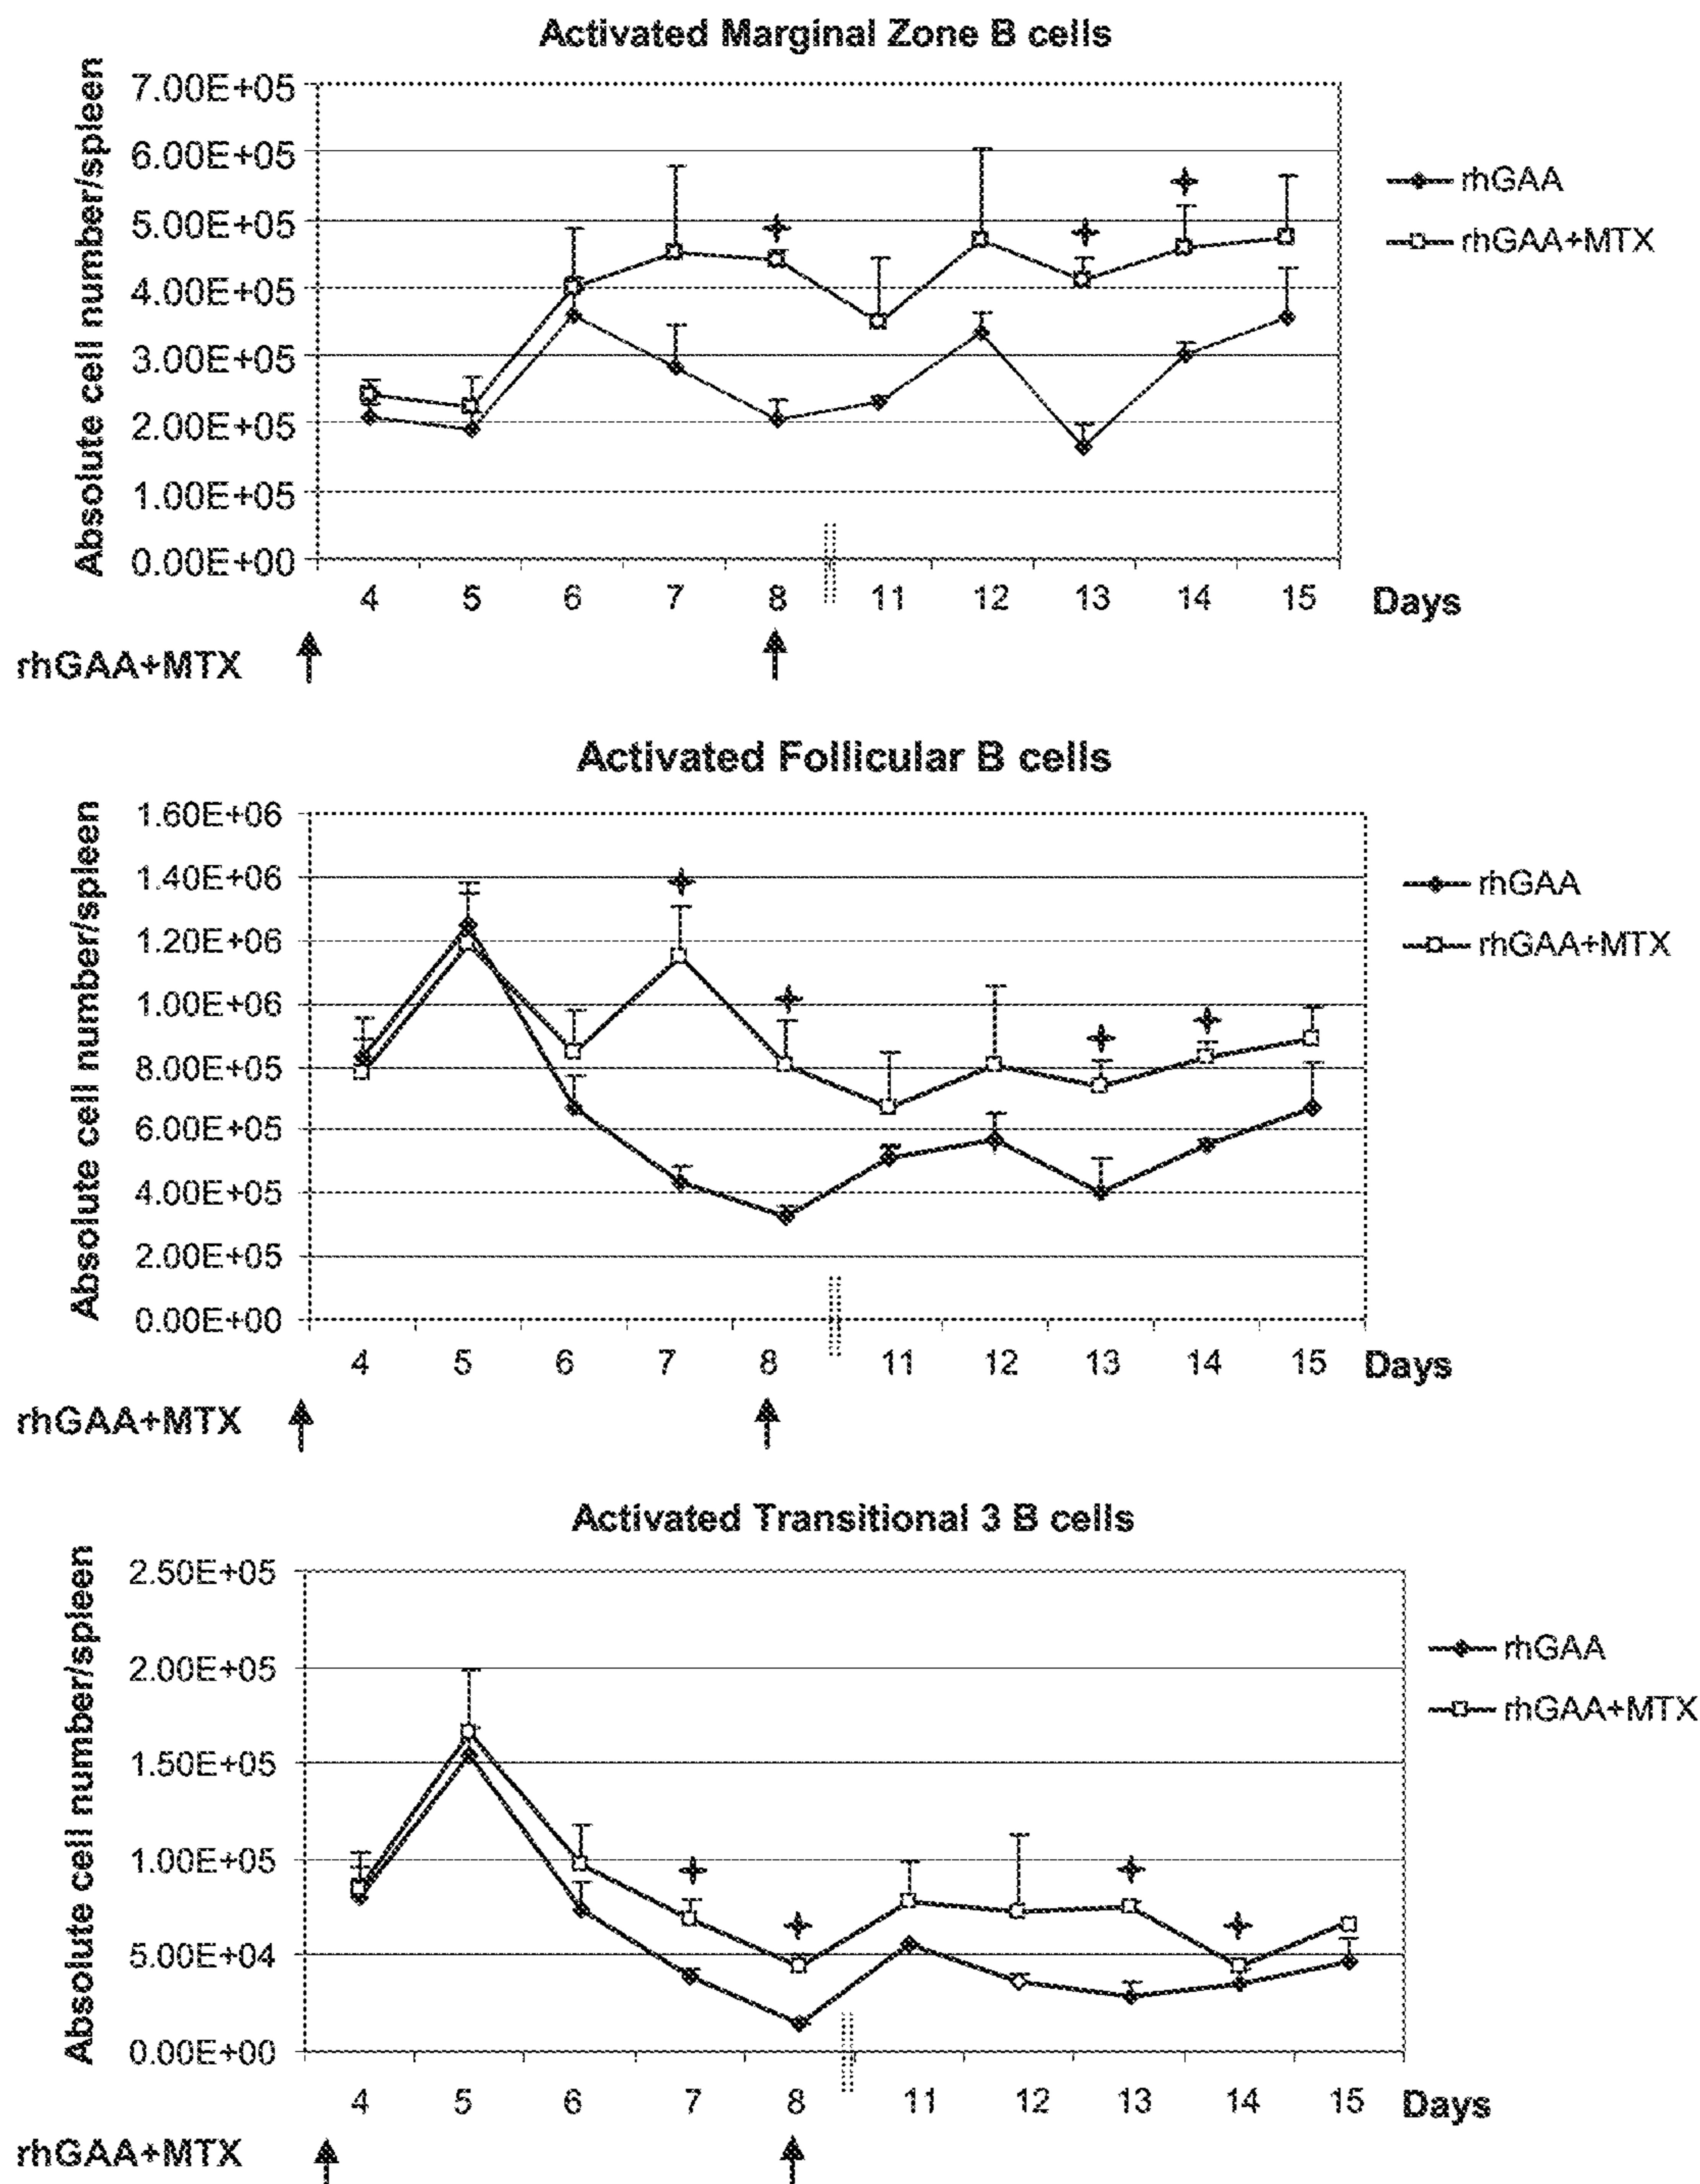 Activated Marginal Zone B cells
Absolute cell number/spleen
7.00E+05
6.00E+05
5.00E+05
4.00E+05
3.00E+05
2.00E+05
1.00E+05
0.00E+00
rhGAA
rhGAA+MTX
4 5 6 7 8 11 12 13 14 15 Days
rhGAA+MTX
Activated Follicular B cells
Absolute cell number/spleen
1.60E+06
1.40E+06
1.20E+06
1.00E+06
8.00E+05
6.00E+05
4.00E+05
2.00E+05
0.00E+00
rhGAA
rhGAA+MTX
4 5 6 7 8 11 12 13 14 15 Days
rhGAA+MTX
Activated Transitional 3 B cells
Absolute cell number/spleen
2.50E+05
2.00E+05
1.50E+05
1.00E+05
5.00E+04
0.00E+00
rhGAA
rhGAA+MTX
4 5 6 7 8 11 12 13 14 15 Days
rhGAA+MTX